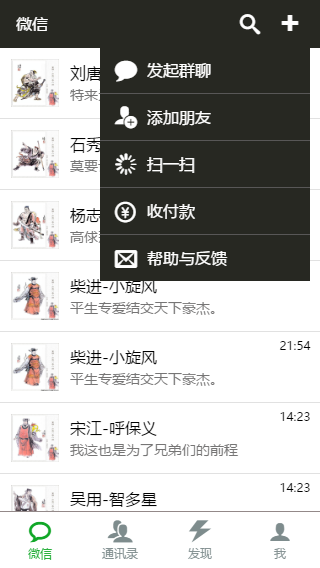 微信
发起群聊
添加朋友
扫一扫
收付款
帮助与反馈
刘唐
特来
石秀
莫要
杨志
高俅
柴进-小旋风
平生专爱结交天下豪杰。
柴进-小旋风
21:54
平生专爱结交天下豪杰。
宋江-呼保义
14:23
我这也是为了兄弟们的前程
吴用-智多星
14:23
微信
通讯录
发现
我